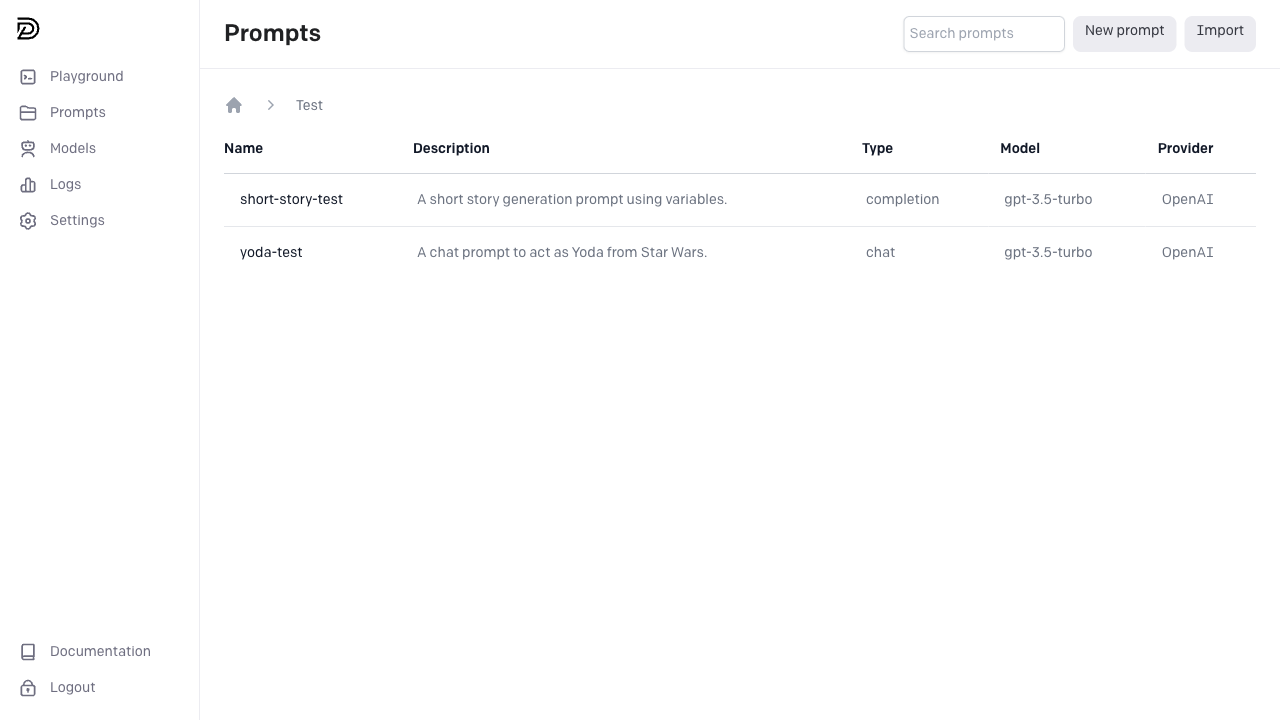 Prompts
Search prompts
New prompt
Import
Playground
Prompts
Models
Logs
Settings
Documentation
Logout
Test
Name Description Type Model Provider
short-story-test A short story generation prompt using variables. completion gpt-3.5-turbo OpenAI
yoda-test A chat prompt to act as Yoda from Star Wars. chat gpt-3.5-turbo OpenAI